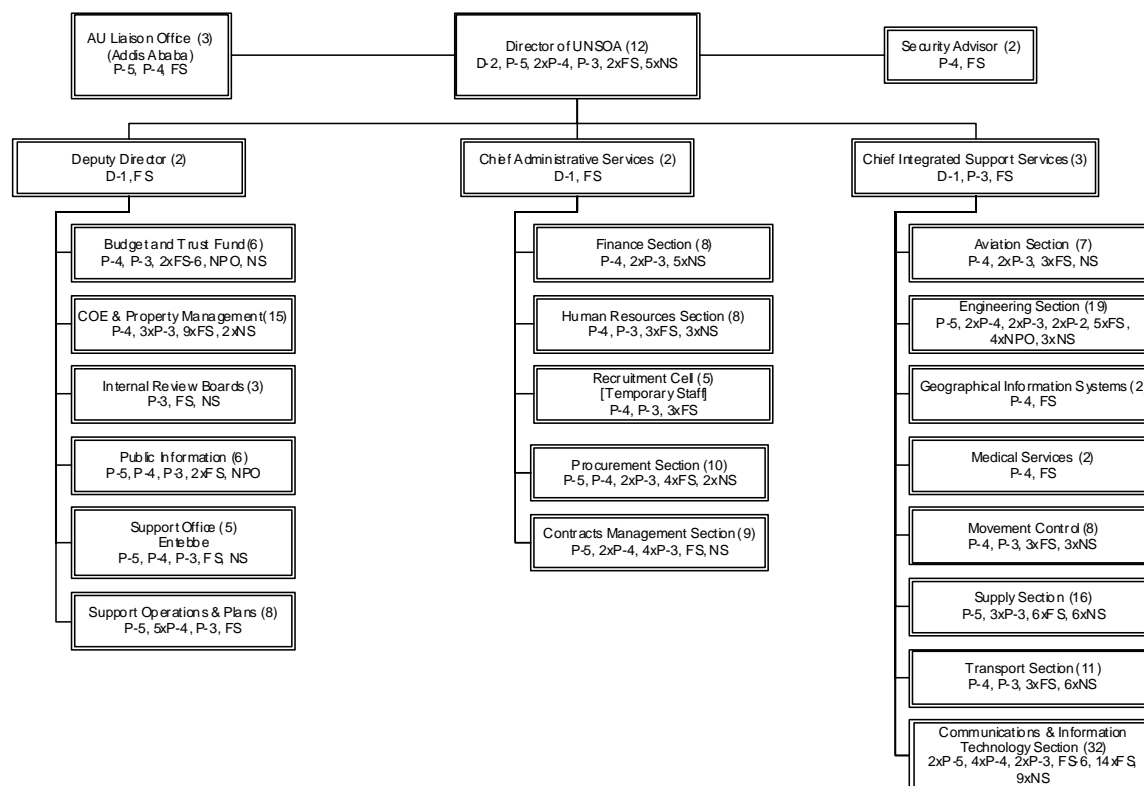 AU Liaison Office (3)
(Addis Ababa)
P-5, P-4, FS
Director of UNSOA (12)
D-2, P-5, 2xP-4, P-3, 2xFS, 5xNS
Security Advisor (2)
P-4, FS
Deputy Director (2)
D-1, FS
Chief Administrative Services (2)
D-1, FS
Chief Integrated Support Services (3)
D-1, P-3, FS
Budget and Trust Fund (6)
P-4, P-3, 2xFS-6, NPO, NS
COE & Property Management (15)
P-4, 3xP-3, 9xFS, 2xNS
Internal Review Boards (3)
P-3, FS, NS
Public Information (6)
P-5, P-4, P-3, 2xFS, NPO
Support Office (5)
Entebbe
P-5, P-4, P-3, FS, NS
Support Operations & Plans (8)
P-5, 5xP-4, P-3, FS
Finance Section (8)
P-4, 2xP-3, 5xNS
Human Resources Section (8)
P-4, P-3, 3xFS, 3xNS
Recruitment Cell (5)
[Temporary Staff]
P-4, P-3, 3xFS
Procurement Section (10)
P-5, P-4, 2xP-3, 4xFS, 2xNS
Contracts Management Section (9)
P-5, 2xP-4, 4xP-3, FS, NS
Aviation Section (7)
P-4, 2xP-3, 3xFS, NS
Engineering Section (19)
P-5, 2xP-4, 2xP-3, 2xP-2, 5xFS,
4xNPO, 3xNS
Geographical Information Systems (2
P-4, FS
Medical Services (2)
P-4, FS
Movement Control (8)
P-4, P-3, 3xFS, 3xNS
Supply Section (16)
P-5, 3xP-3, 6xFS, 6xNS
Transport Section (11)
P-4, P-3, 3xFS, 6xNS
Communications & Information
Technology Section (32)
2xP-5, 4xP-4, 2xP-3, FS-6, 14xFS,
9xNS